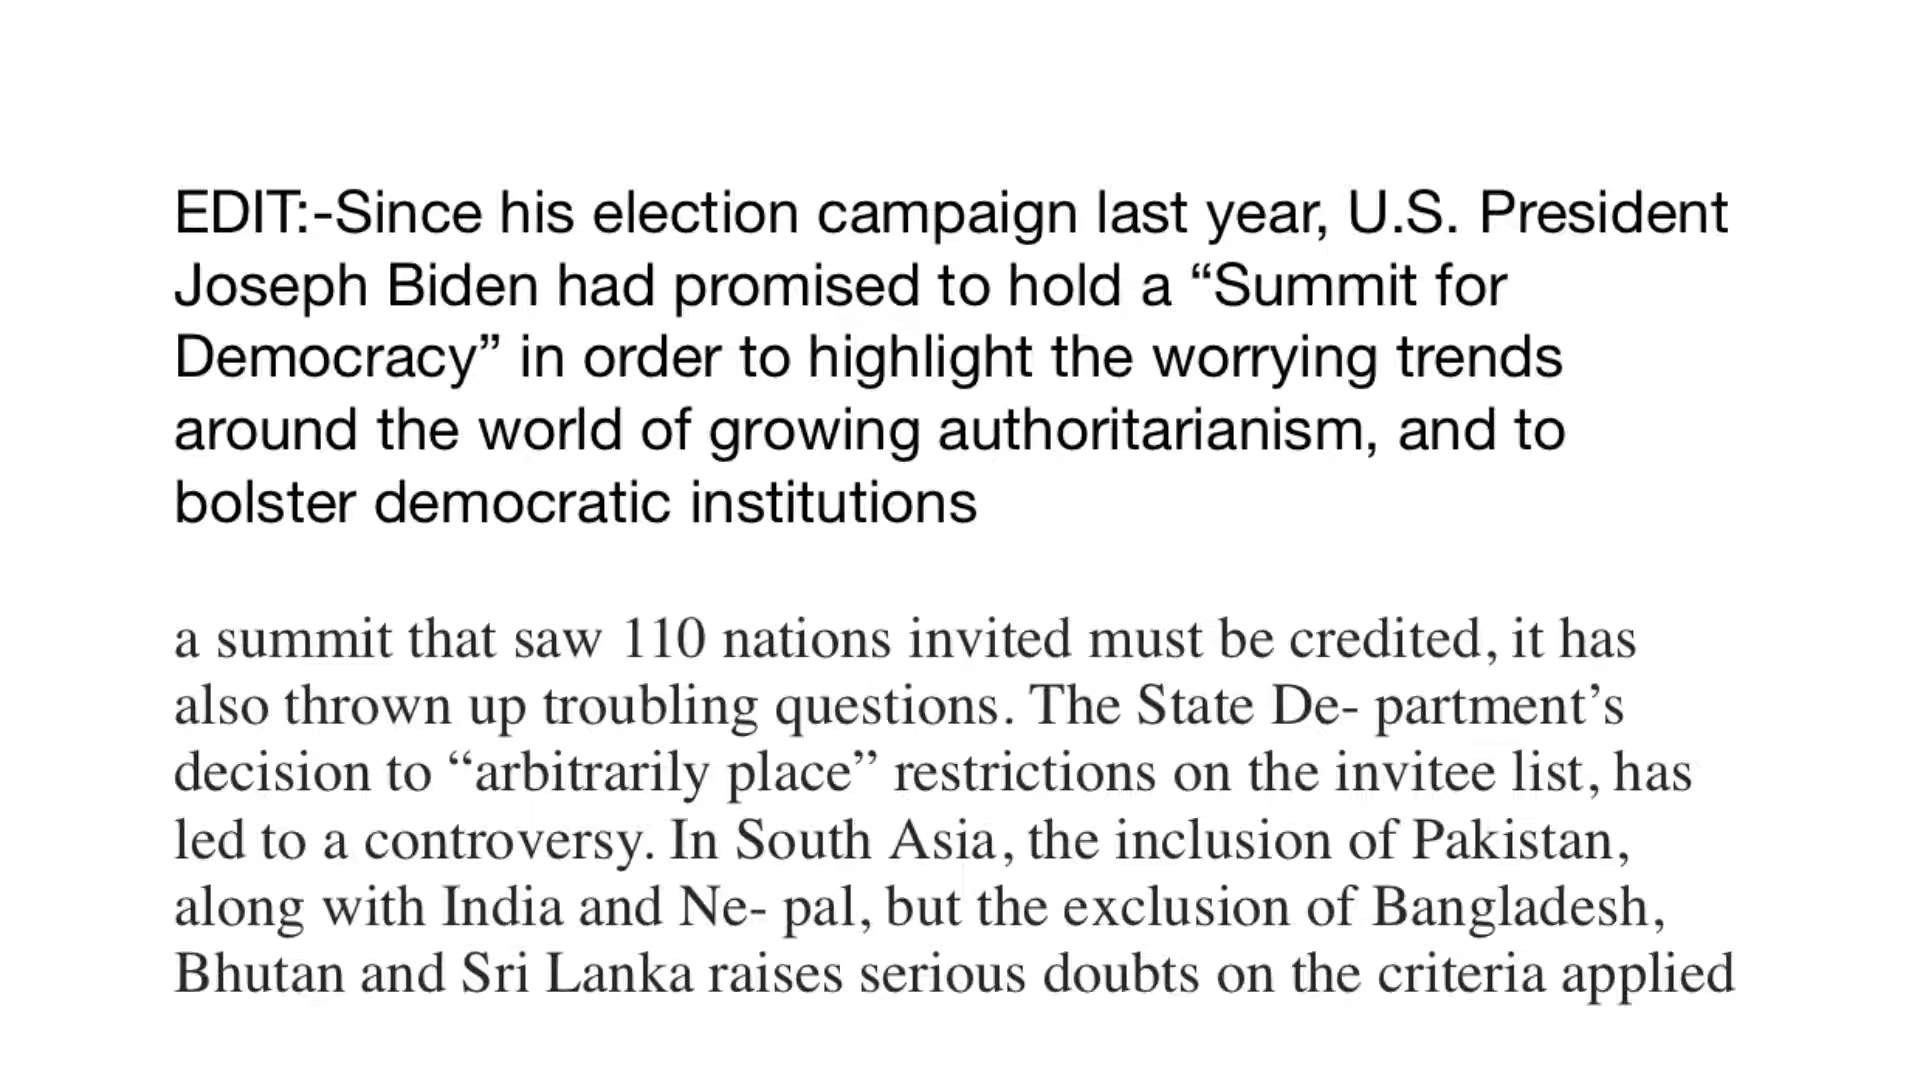 EDIT:-Since his election campaign last year, U.S. President
Joseph Biden had promised to hold a “Summit for
Democracy” in order to highlight the worrying trends
around the world of growing authoritarianism, and to
bolster democratic institutions
a summit that saw 110 nations invited must be credited, it has
also thrown up troubling questions. The State De- partment’s
decision to “arbitrarily place” restrictions on the invitee list, has
led to a controversy. In South Asia, the inclusion of Pakistan,
along with India and Ne- pal, but the exclusion of Bangladesh,
Bhutan and Sri Lanka raises serious doubts on the criteria applied